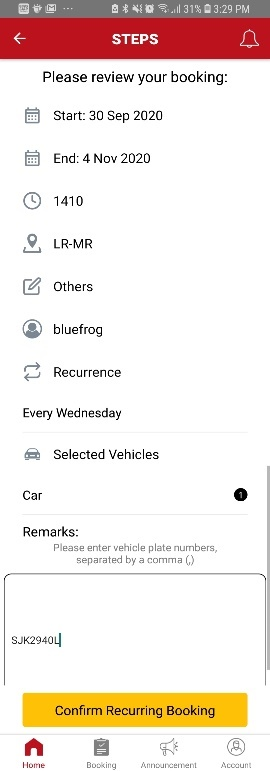 31% 3:29 PM
STEPS
Please review your booking:
Start: 30 Sep 2020
End: 4 Nov 2020
1410
LR-MR
Others
bluefrog
Recurrence
Every Wednesday
Selected Vehicles
Car 1
Remarks:
Please enter vehicle plate numbers,
separated by a comma (,)
SJK2940L
Confirm Recurring Booking
Home Booking Announcement Account